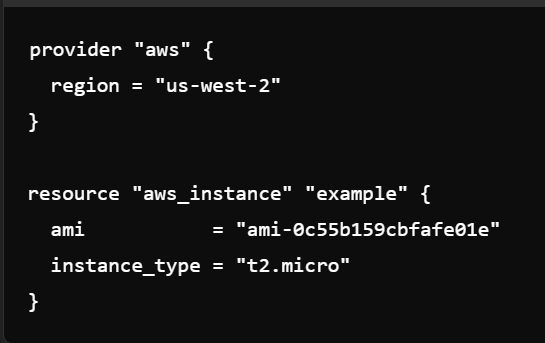 provider "aws" {
  region = "us-west-2"
}

resource "aws_instance" "example" {
  ami           = "ami-0c55b159cbfafe01e"
  instance_type = "t2.micro"
}